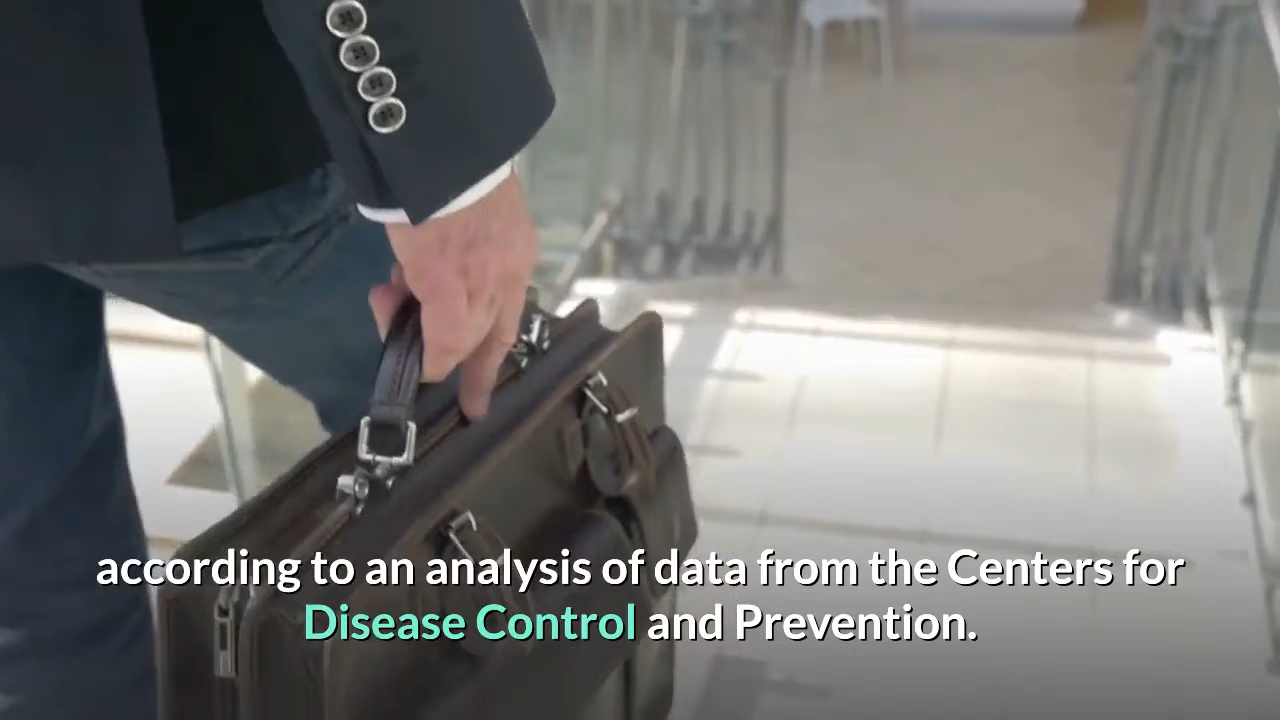 according to an analysis of data from the Centers for
Disease Control and Prevention.